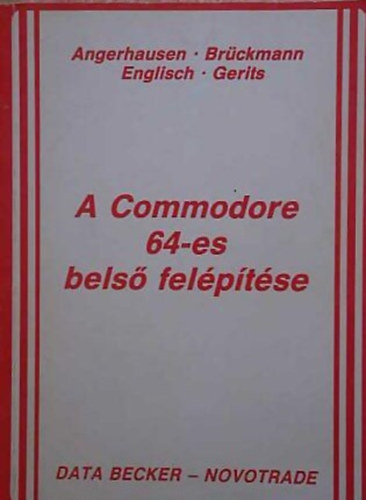 Angerhausen · Brückmann
Englisch · Gerits
A Commodore
64-es
belső felépítése
DATA BECKER – NOVOTRADE